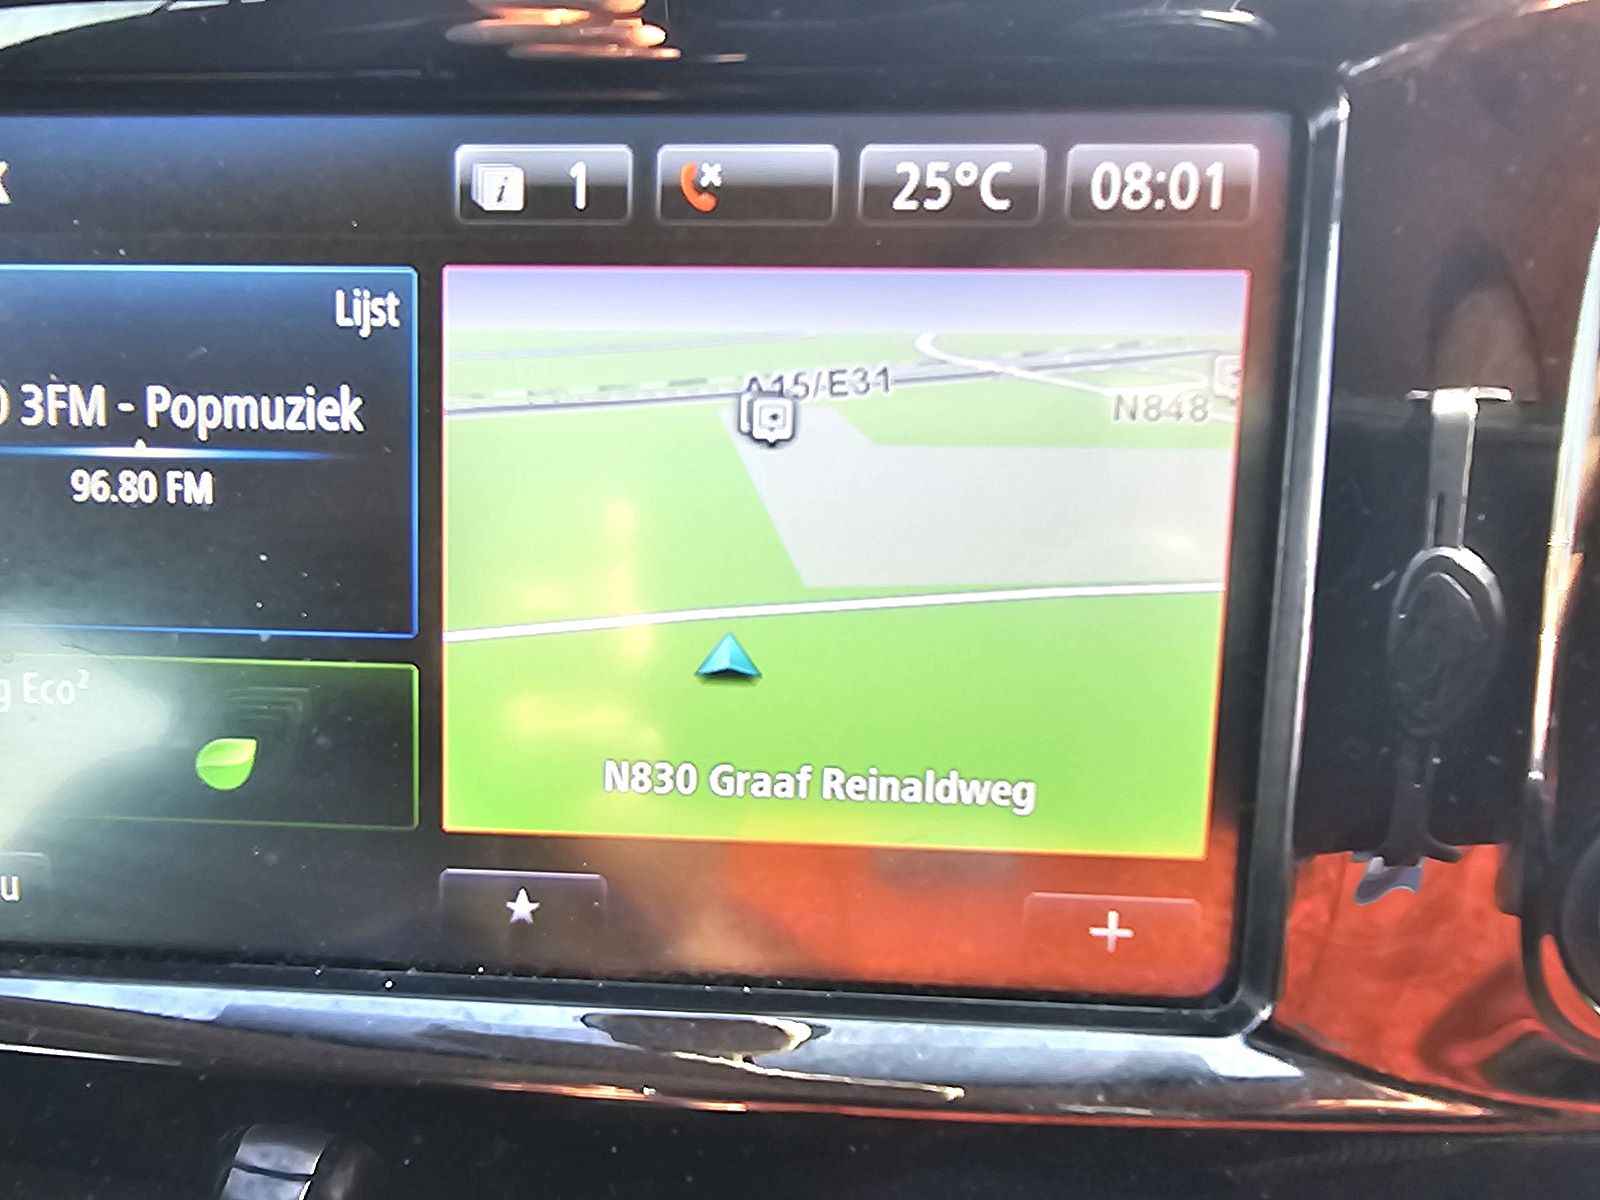 1
25°C
08:01
Lijst
3FM - Popmuziek
96.80 FM
Eco²
A15/E31
N848
N830 Graaf Reinaldweg